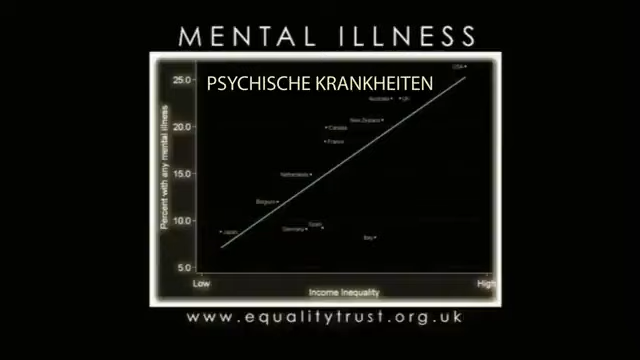 MENTAL ILLNESS
PSYCHISCHE KRANKHEITEN
USA
25.0
Australia
UK
New Zealand
20.0
Canada
France
Percent with any mental illness
15.0
Netherlands
Belgium
10.0
Japan
Germany
Spain
Italy
5.0
Low
High
Income Inequality
www.equalitytrust.org.uk